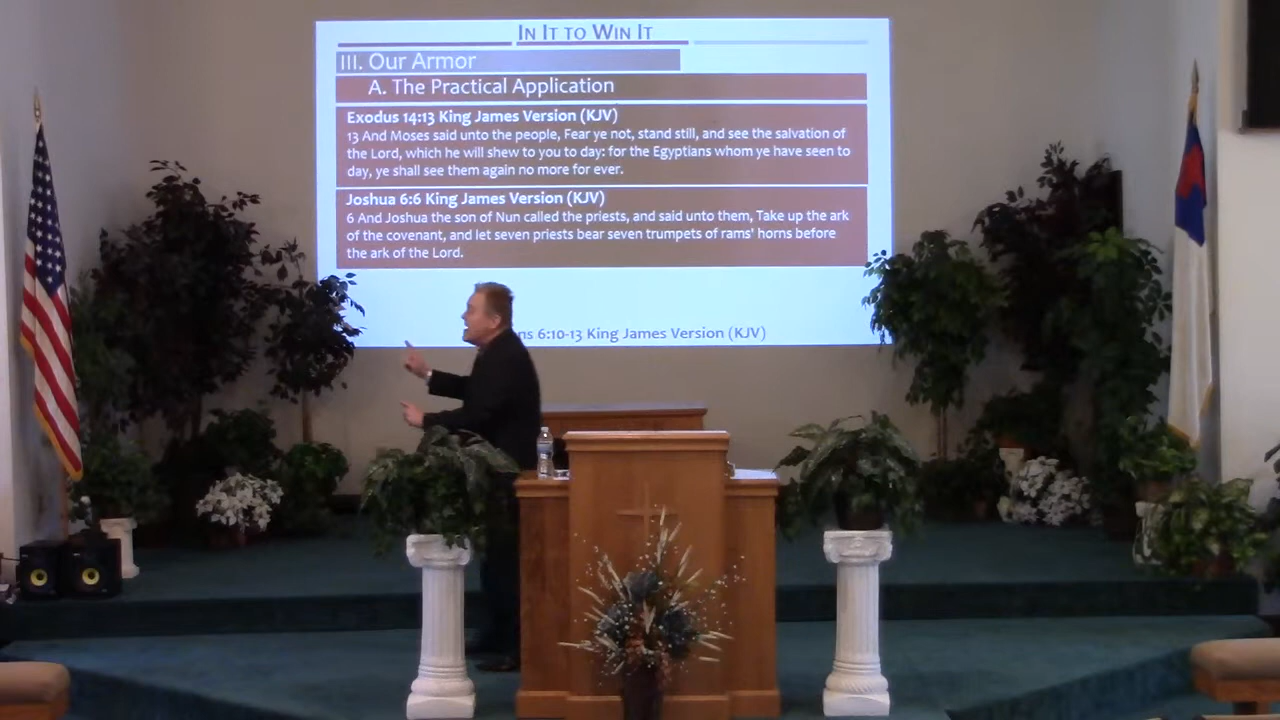 IN IT TO WIN IT
III. Our Armor
A. The Practical Application
Exodus 14:13 King James Version (KJV)
13 And Moses said unto the people, Fear ye not, stand still, and see the salvation of
the Lord, which he will shew to you to day: for the Egyptians whom ye have seen to
day, ye shall see them again no more for ever.
Joshua 6:6 King James Version (KJV)
6 And Joshua the son of Nun called the priests, and said unto them, Take up the ark
of the covenant, and let seven priests bear seven trumpets of rams' horns before
the ark of the Lord.
ns 6:10-13 King James Version (KJV)